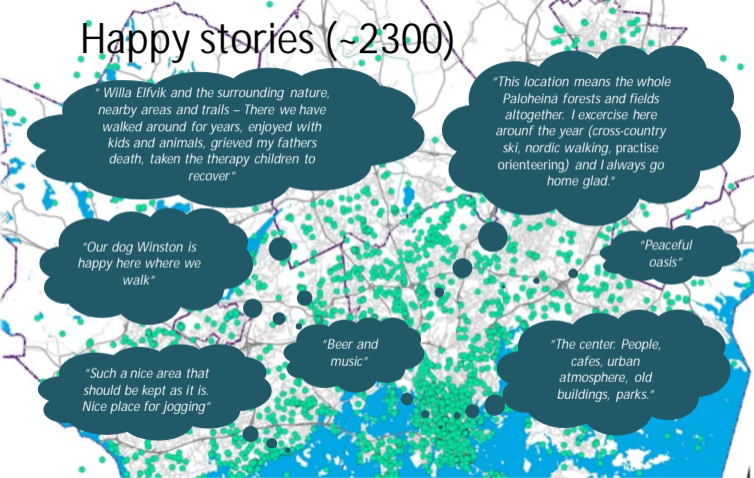 Happy stories (~2300)
“ Willa Elfvik and the surrounding nature,
nearby areas and trails – There we have
walked around for years, enjoyed with
kids and animals, grieved my fathers
death, taken the therapy children to
recover”
“This location means the whole
Paloheina forests and fields
altogether. I excercise here
arounf the year (cross-country
ski, nordic walking, practise
orienteering) and I always go
home glad.”
“Our dog Winston is
happy here where we
walk”
“Peaceful
oasis”
“Beer and
music”
“The center. People,
cafes, urban
atmosphere, old
buildings, parks.”
“Such a nice area that
should be kept as it is.
Nice place for jogging”